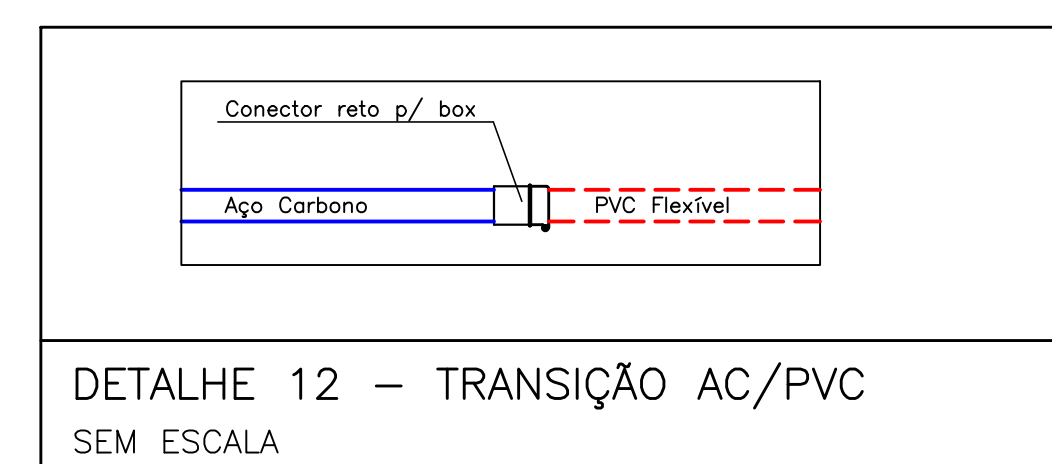 Conector reto p/ box
Aço Carbono
PVC Flexível
DETALHE 12 – TRANSIÇÃO AC/PVC
SEM ESCALA